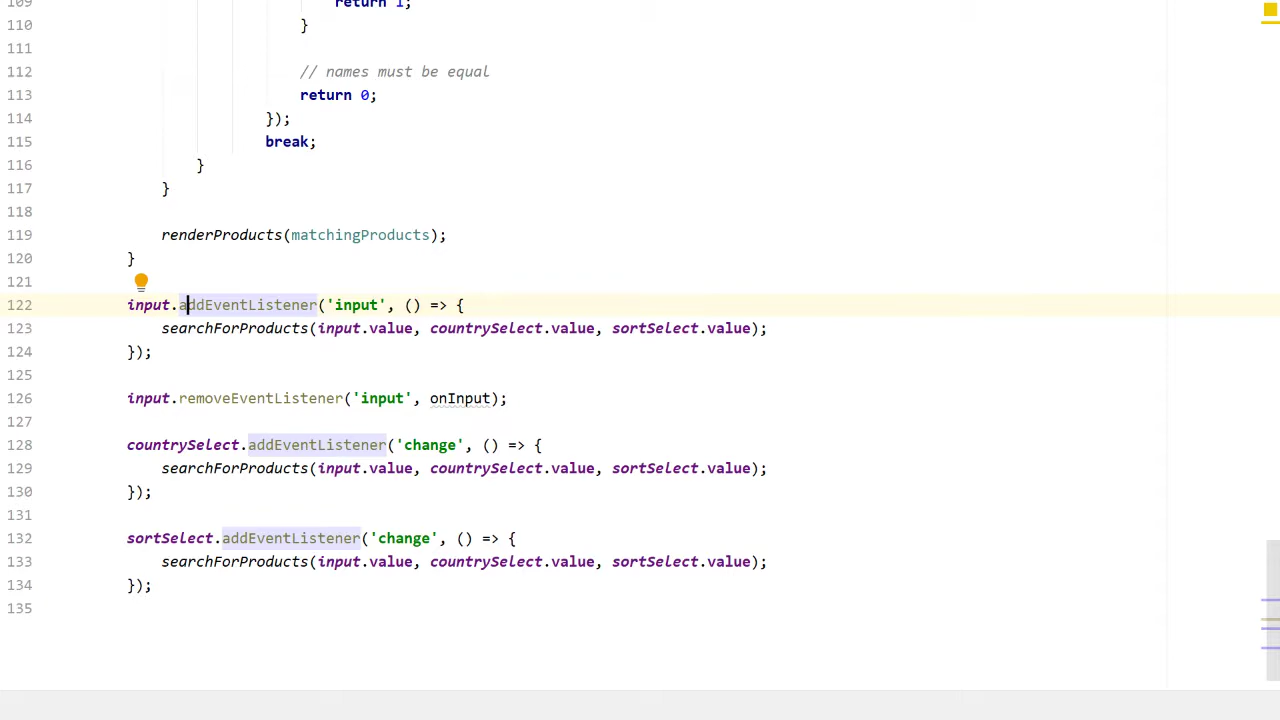 109 return 1;
110 }
111
112 // names must be equal
113 return 0;
114 });
115 break;
116 }
117 }
118
119 renderProducts(matchingProducts);
120 }
121
122 input.addEventListener('input', () => {
123 searchForProducts(input.value, countrySelect.value, sortSelect.value);
124 });
125
126 input.removeEventListener('input', onInput);
127
128 countrySelect.addEventListener('change', () => {
129 searchForProducts(input.value, countrySelect.value, sortSelect.value);
130 });
131
132 sortSelect.addEventListener('change', () => {
133 searchForProducts(input.value, countrySelect.value, sortSelect.value);
134 });
135